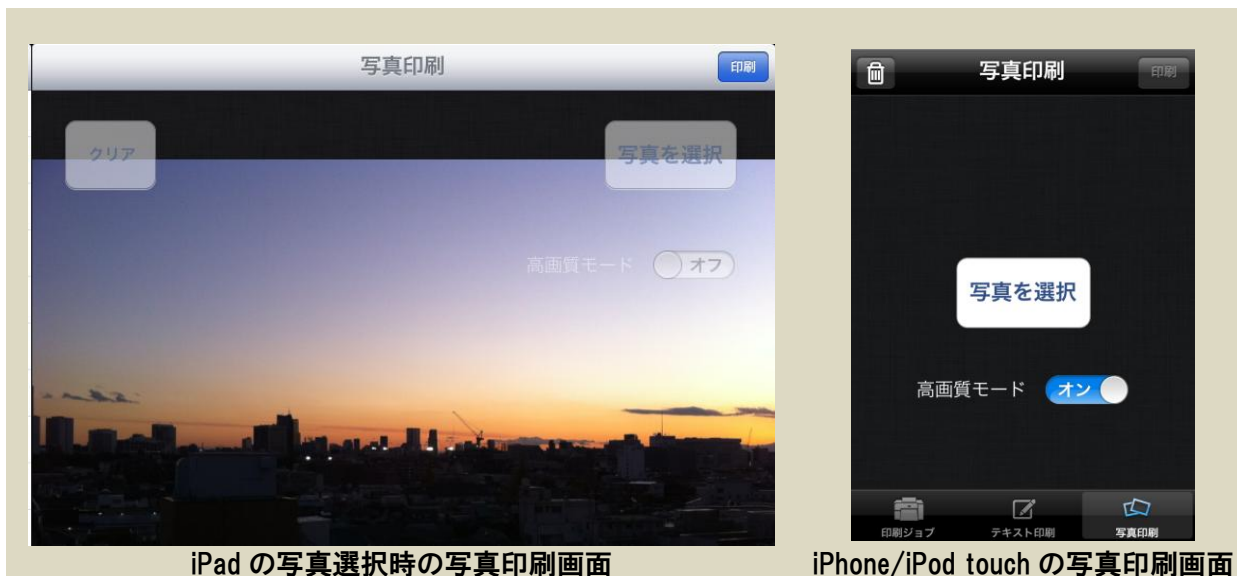 写真印刷
印刷
クリア
写真を選択
高画質モード オフ
iPad の写真選択時の写真印刷画面
写真印刷
印刷
写真を選択
高画質モード オン
印刷ジョブ
テキスト印刷
写真印刷
iPhone/iPod touch の写真印刷画面